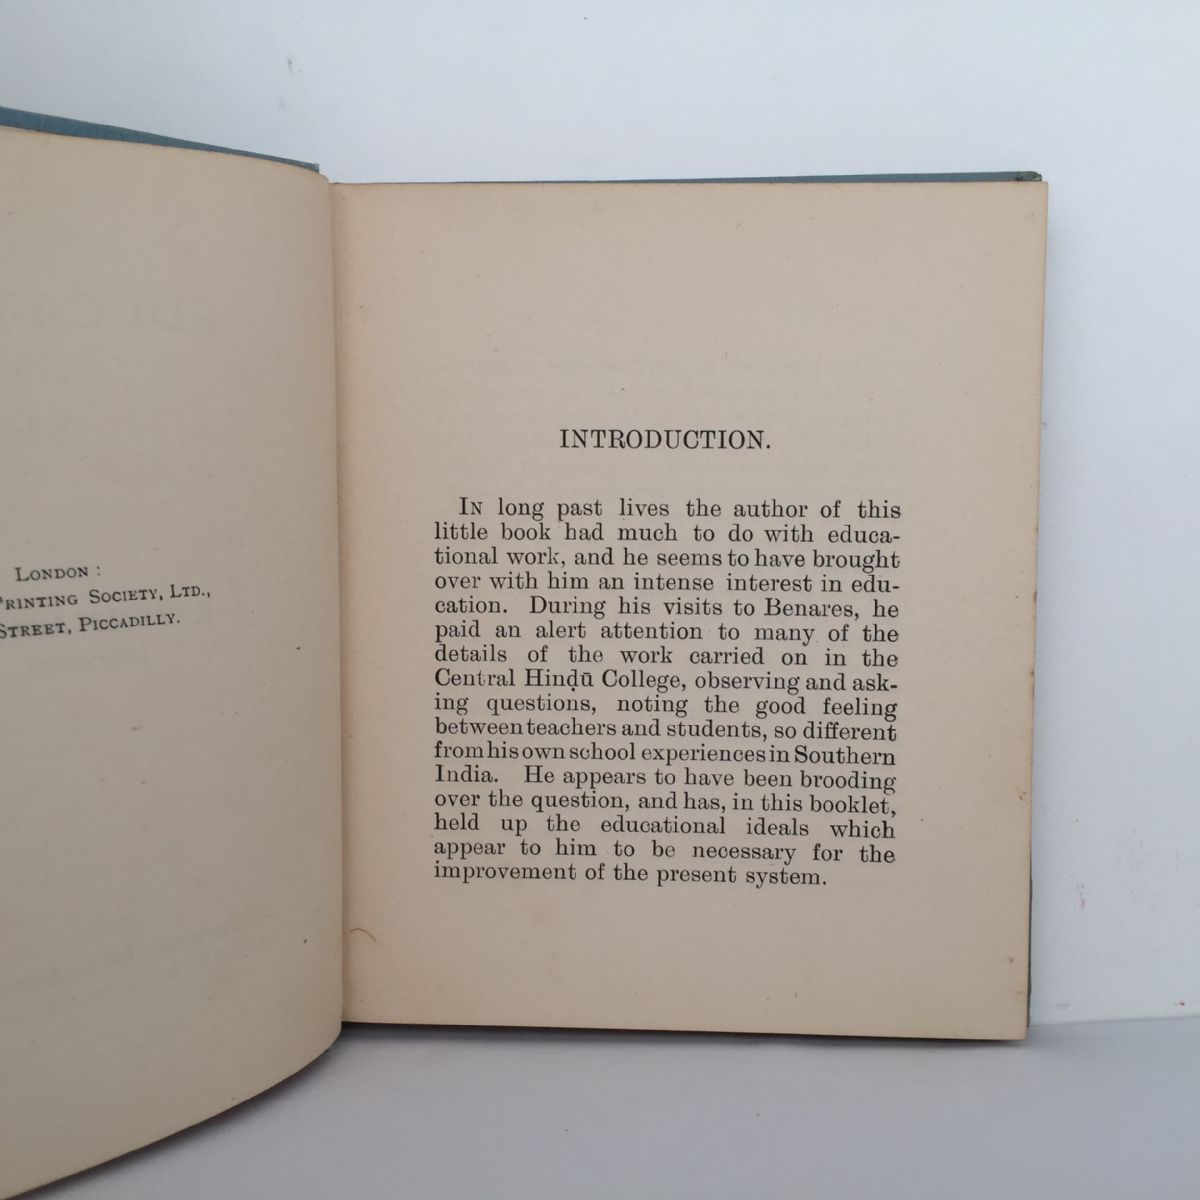 LONDON :
PRINTING SOCIETY, LTD.,
STREET, PICCADILLY.
INTRODUCTION.
IN long past lives the author of this
little book had much to do with educa-
tional work, and he seems to have brought
over with him an intense interest in edu-
cation. During his visits to Benares, he
paid an alert attention to many of the
details of the work carried on in the
Central Hinḍū College, observing and ask-
ing questions, noting the good feeling
between teachers and students, so different
from his own school experiences in Southern
India. He appears to have been brooding
over the question, and has, in this booklet,
held up the educational ideals which
appear to him to be necessary for the
improvement of the present system.